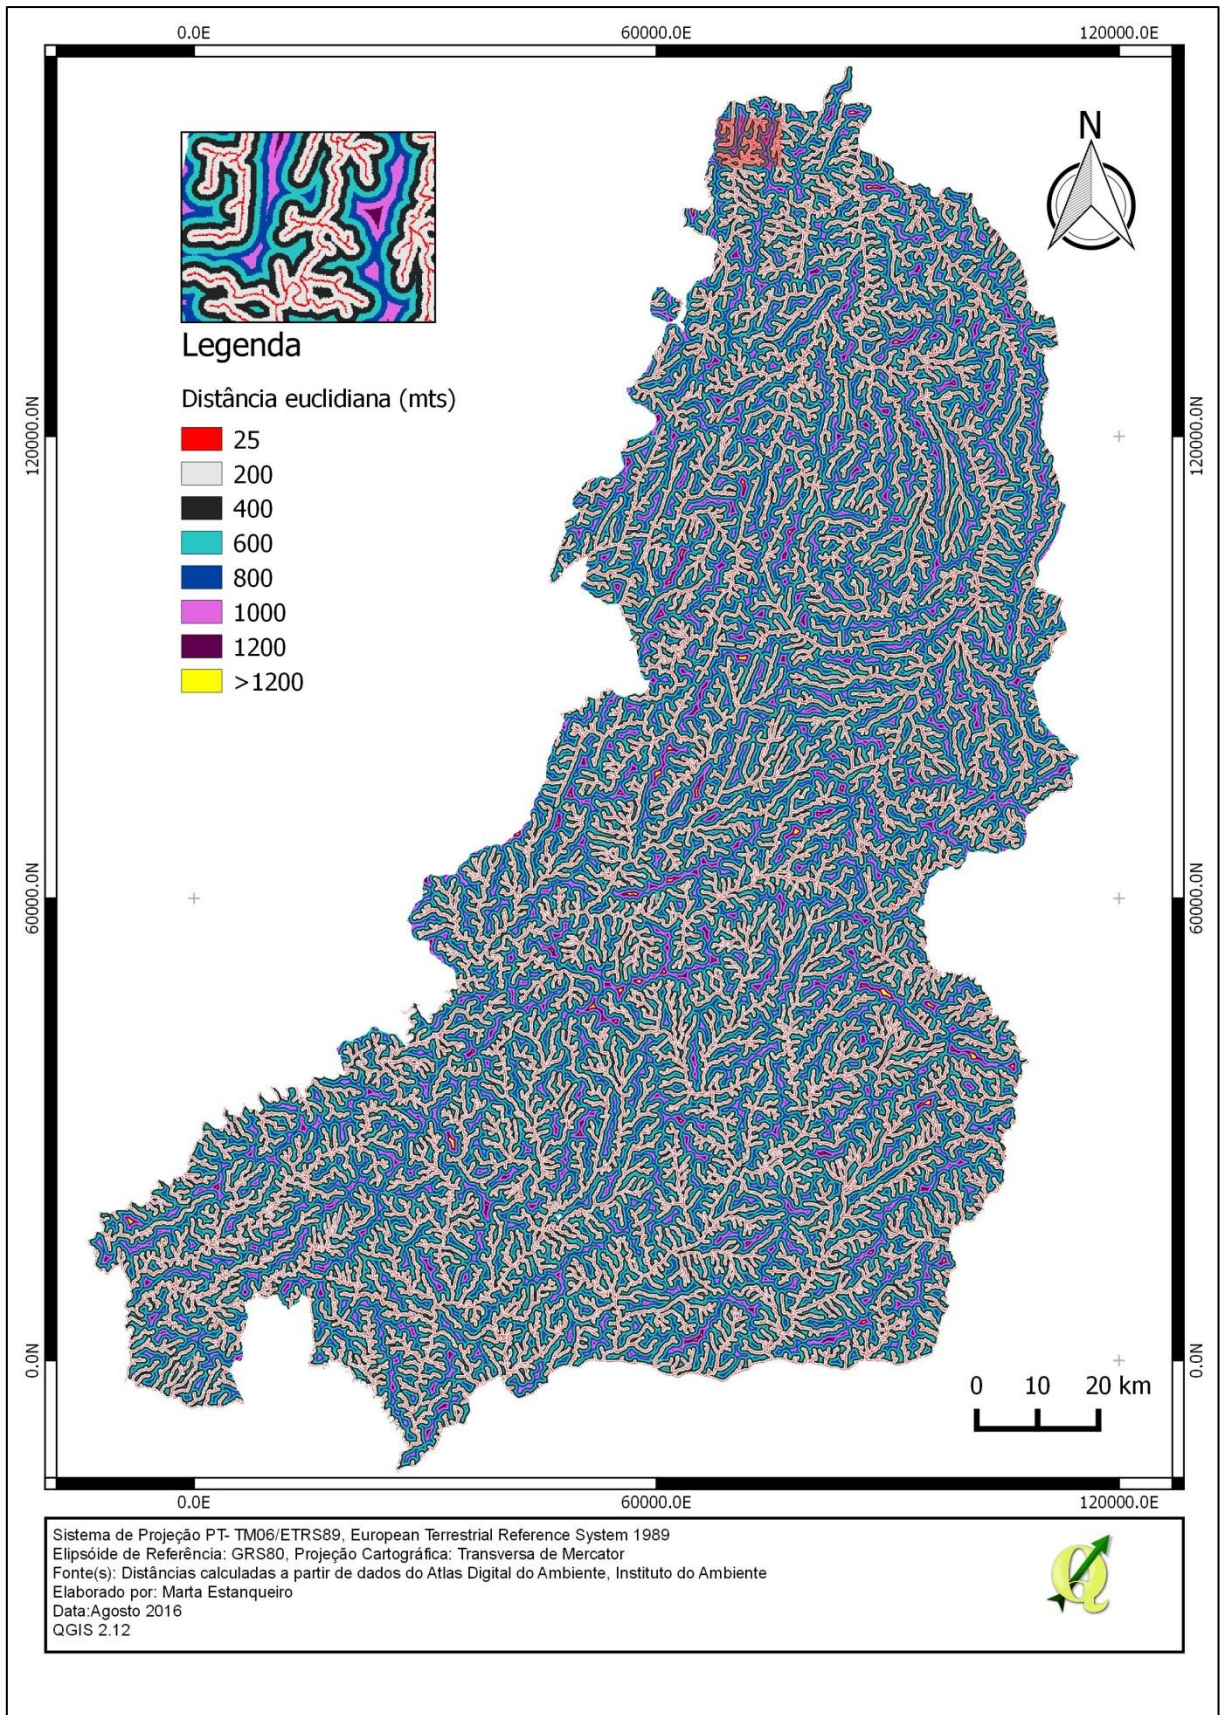 0.0E
60000.0E
120000.0E
N
Legenda
Distância euclidiana (mts)
25
200
400
600
800
1000
1200
>1200
120000.0N
120000.0N
60000.0N
60000.0N
0.0N
0.0N
0 10 20 km
0.0E
60000.0E
120000.0E
Sistema de Projeção PT- TM06/ETRS89, European Terrestrial Reference System 1989
Elipsóide de Referência: GRS80, Projeção Cartográfica: Transversa de Mercator
Fonte(s): Distâncias calculadas a partir de dados do Atlas Digital do Ambiente, Instituto do Ambiente
Elaborado por: Marta Estanqueiro
Data:Agosto 2016
QGIS 2.12